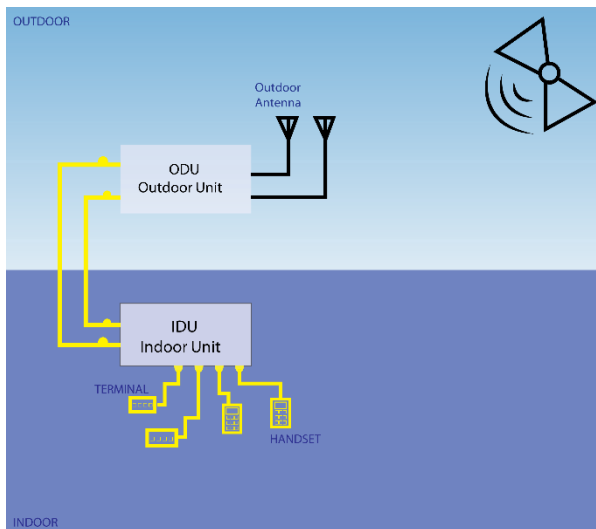 OUTDOOR
Outdoor
Antenna
ODU
Outdoor Unit
IDU
Indoor Unit
TERMINAL
HANDSET
INDOOR